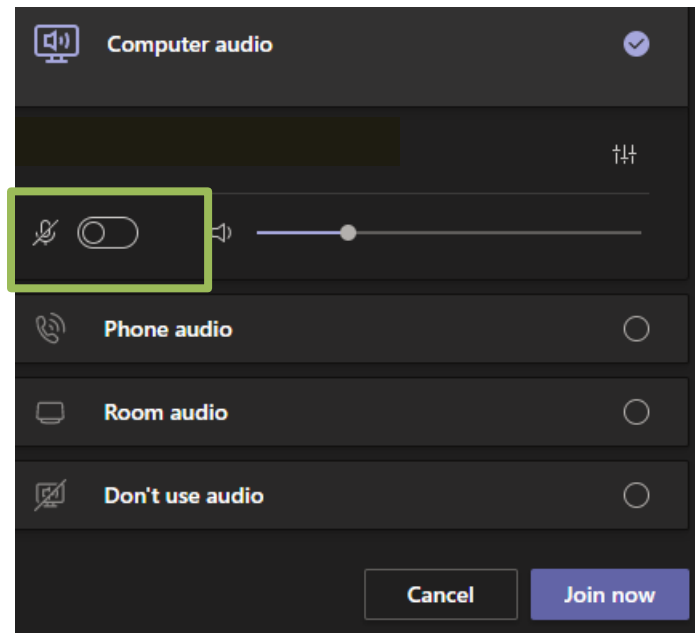 Computer audio
Phone audio
Room audio
Don't use audio
Cancel
Join now